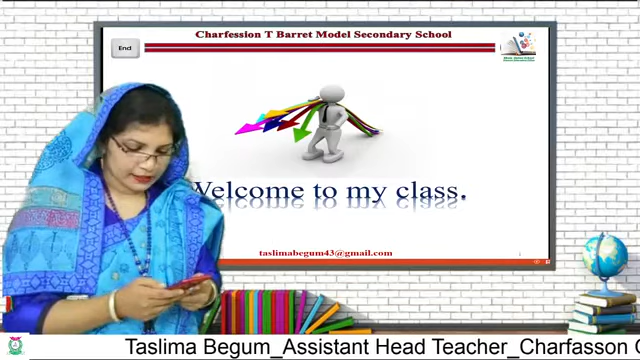 Charfession T Barret Model Secondary School
End
Welcome to my class.
taslimabegum43@gmail.com
Taslima Begum_Assistant Head Teacher_Charfasson